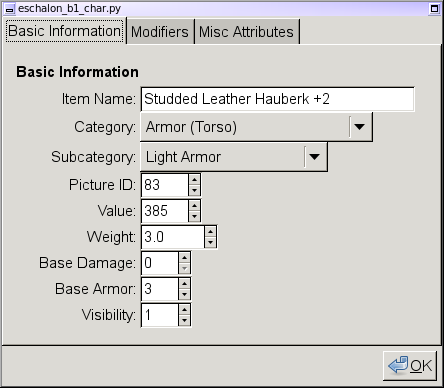 eschalon_b1_char.py
Basic Information Modifiers Misc Attributes
Basic Information
Item Name: Studded Leather Hauberk +2
Category: Armor (Torso)
Subcategory: Light Armor
Picture ID: 83
Value: 385
Weight: 3.0
Base Damage: 0
Base Armor: 3
Visibility: 1
OK